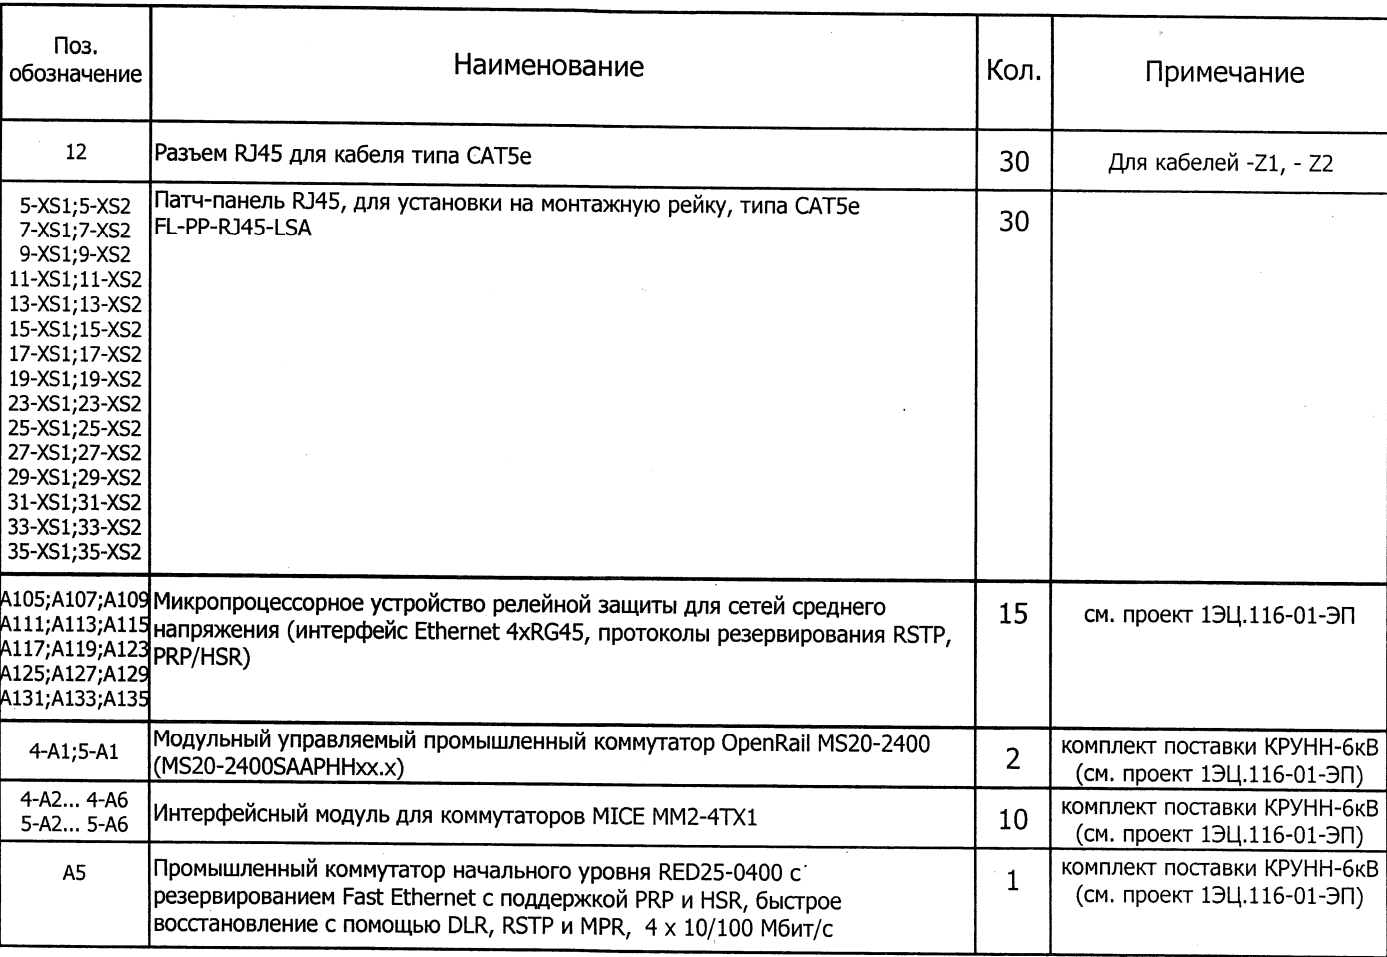 Поз.
обозначение
Наименование
Кол.
Примечание
12
Разъем RJ45 для кабеля типа CAT5e
30
Для кабелей -Z1, - Z2
5-XS1;5-XS2
7-XS1;7-XS2
9-XS1;9-XS2
11-XS1;11-XS2
13-XS1;13-XS2
15-XS1;15-XS2
17-XS1;17-XS2
19-XS1;19-XS2
23-XS1;23-XS2
25-XS1;25-XS2
27-XS1;27-XS2
29-XS1;29-XS2
31-XS1;31-XS2
33-XS1;33-XS2
35-XS1;35-XS2
Патч-панель RJ45, для установки на монтажную рейку, типа CAT5e
FL-PP-RJ45-LSA
30
A105;A107;A109
A111;A113;A115
A117;A119;A123
A125;A127;A129
A131;A133;A135
Микропроцессорное устройство релейной защиты для сетей среднего
напряжения (интерфейс Ethernet 4xRG45, протоколы резервирования RSTP,
PRP/HSR)
15
см. проект 1ЭЦ.116-01-ЭП
4-A1;5-A1
Модульный управляемый промышленный коммутатор OpenRail MS20-2400
(MS20-2400SAAPHHxx.x)
2
комплект поставки КРУНН-6кВ
(см. проект 1ЭЦ.116-01-ЭП)
4-A2... 4-A6
5-A2... 5-A6
Интерфейсный модуль для коммутаторов MICE MM2-4TX1
10
комплект поставки КРУНН-6кВ
(см. проект 1ЭЦ.116-01-ЭП)
A5
Промышленный коммутатор начального уровня RED25-0400 с
резервированием Fast Ethernet с поддержкой PRP и HSR, быстрое
восстановление с помощью DLR, RSTP и MPR, 4 x 10/100 Мбит/с
1
комплект поставки КРУНН-6кВ
(см. проект 1ЭЦ.116-01-ЭП)